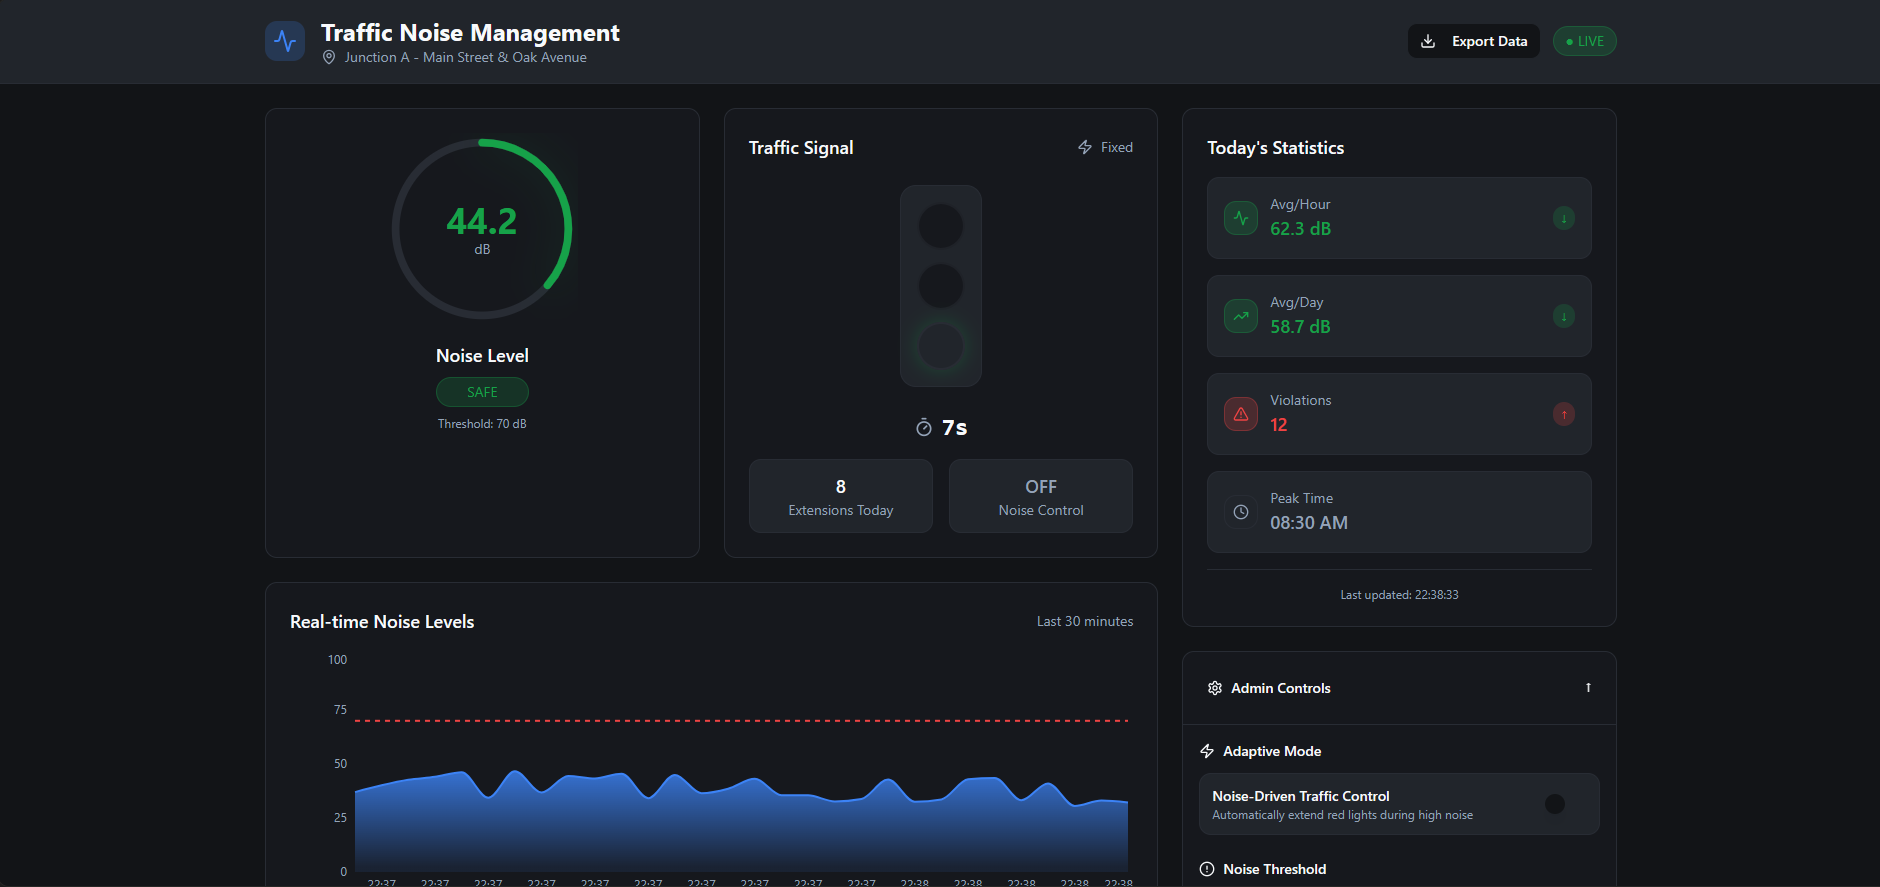 Traffic Noise Management
Junction A - Main Street & Oak Avenue
Export Data
LIVE
44.2
dB
Noise Level
SAFE
Threshold: 70 dB
Traffic Signal
Fixed
7s
8
Extensions Today
OFF
Noise Control
Today's Statistics
Avg/Hour
62.3 dB
↓
Avg/Day
58.7 dB
↓
Violations
12
↑
Peak Time
08:30 AM
Last updated: 22:38:33
Real-time Noise Levels
Last 30 minutes
100
75
50
25
0
22:37 22:37 22:37 22:37 22:37 22:37 22:37 22:37 22:37 22:37 22:38 22:38 22:38 22:38 22:38
Admin Controls
↑
Adaptive Mode
Noise-Driven Traffic Control
Automatically extend red lights during high noise
Noise Threshold